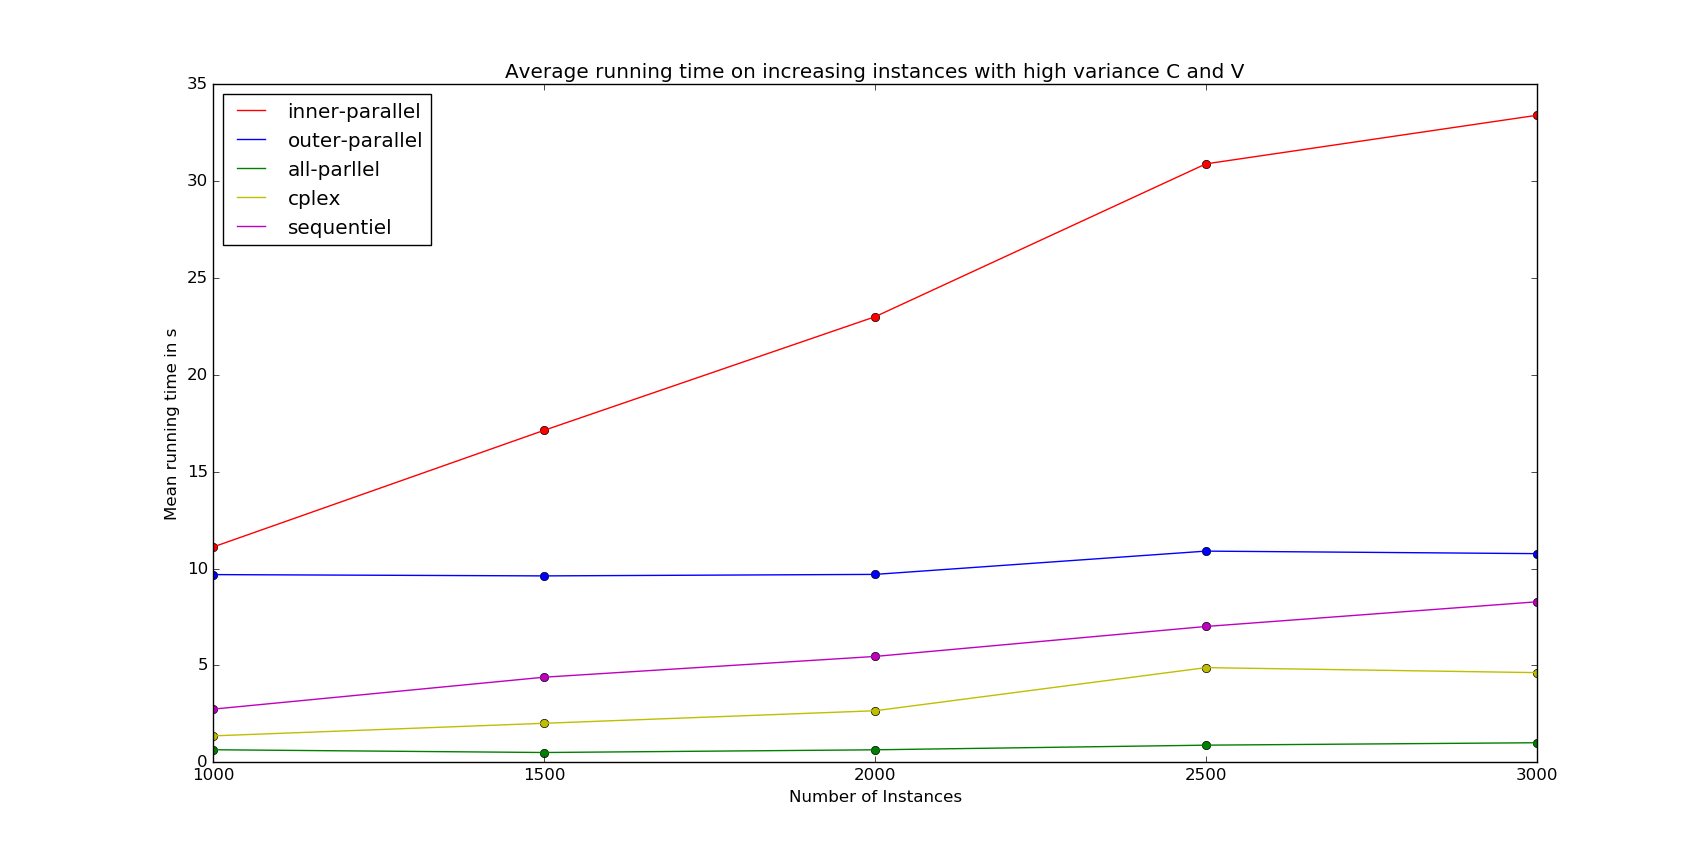 Average running time on increasing instances with high variance C and V
35
30
25
20
15
10
5
0
inner-parallel
outer-parallel
all-parllel
cplex
sequentiel
Mean running time in s
1000 1500 2000 2500 3000
Number of Instances